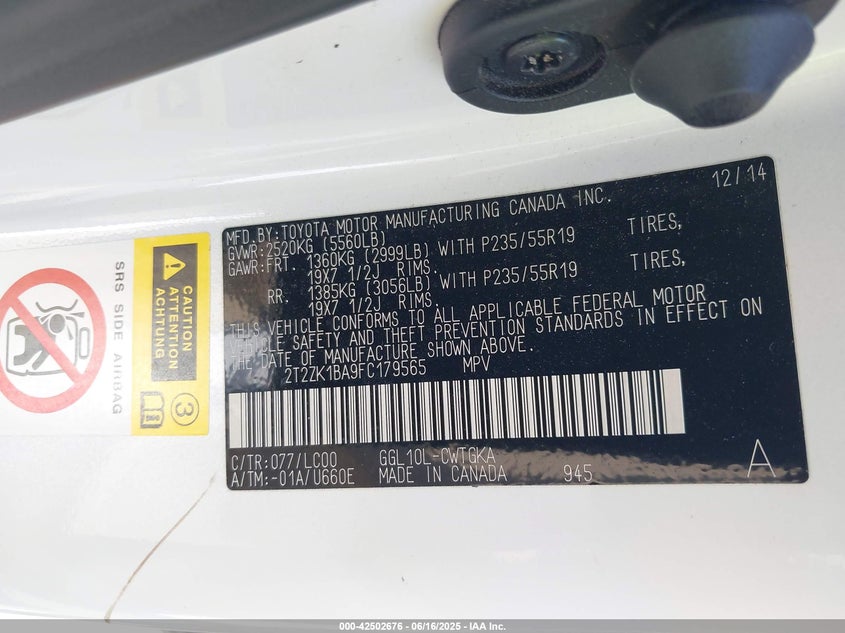 12/14
MFD.BY:TOYOTA MOTOR MANUFACTURING CANADA INC.
GVWR:2520KG (5560LB)
GAWR:FRT. 1360KG (2999LB) WITH P235/55R19 TIRES,
19X7 1/2J RIMS.
RR. 1385KG (3056LB) WITH P235/55R19 TIRES,
19X7 1/2J RIMS.
THIS VEHICLE CONFORMS TO ALL APPLICABLE FEDERAL MOTOR
VEHICLE SAFETY AND THEFT PREVENTION STANDARDS IN EFFECT ON
THE DATE OF MANUFACTURE SHOWN ABOVE.
2T2ZK1BA9FC179565 MPV
C/TR:077/LC00 GGL10L-CWTGKA
A/TM:-01A/U660E MADE IN CANADA 945 A
CAUTION
ATTENTION
ACHTUNG
SRS SIDE AIRBAG
3
000-42502676 - 06/16/2025 - IAA Inc.